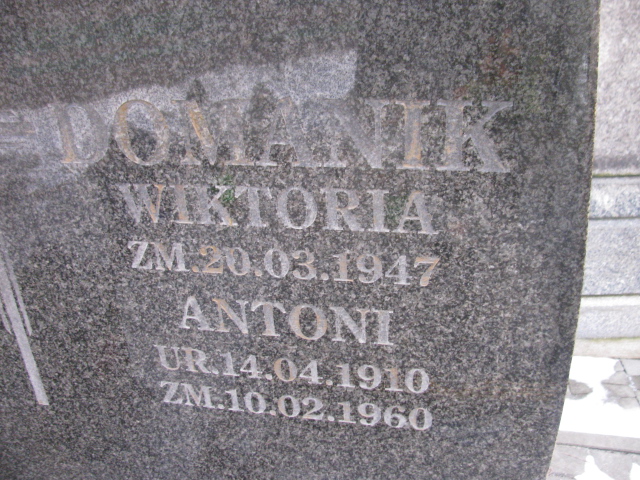 DOMANIK
WIKTORIA
ZM.20.03.1947
ANTONI
UR.14.04.1910
ZM.10.02.1960